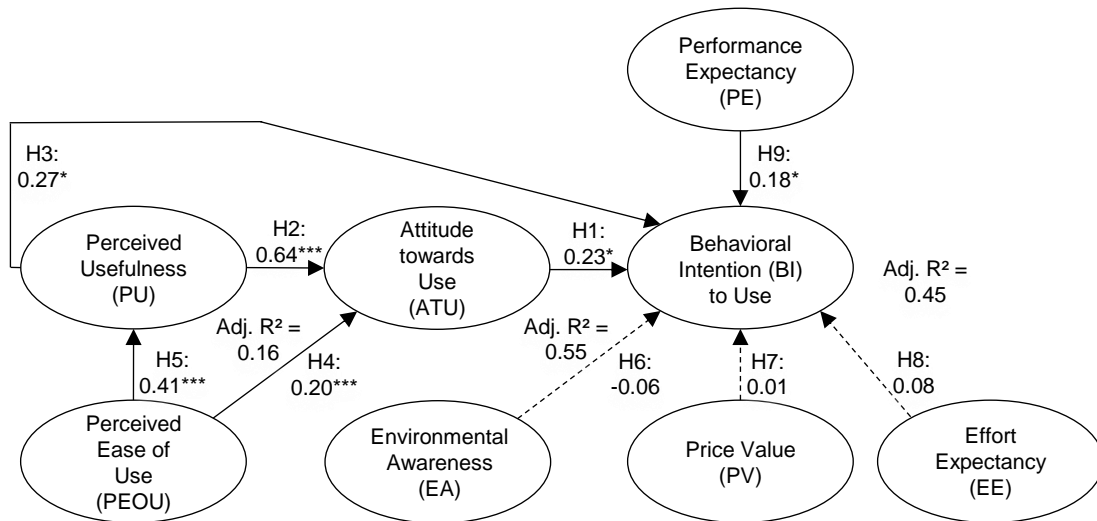 Performance
Expectancy
(PE)
H3:
0.27*
H9:
0.18*
Perceived
Usefulness
(PU)
H2:
0.64***
Attitude
towards
Use
(ATU)
H1:
0.23*
Behavioral
Intention (BI)
to Use
Adj. R² =
0.45
Adj. R² =
0.16
Adj. R² =
0.55
H5:
0.41***
H4:
0.20***
H6:
-0.06
H7:
0.01
H8:
0.08
Perceived
Ease of
Use
(PEOU)
Environmental
Awareness
(EA)
Price Value
(PV)
Effort
Expectancy
(EE)